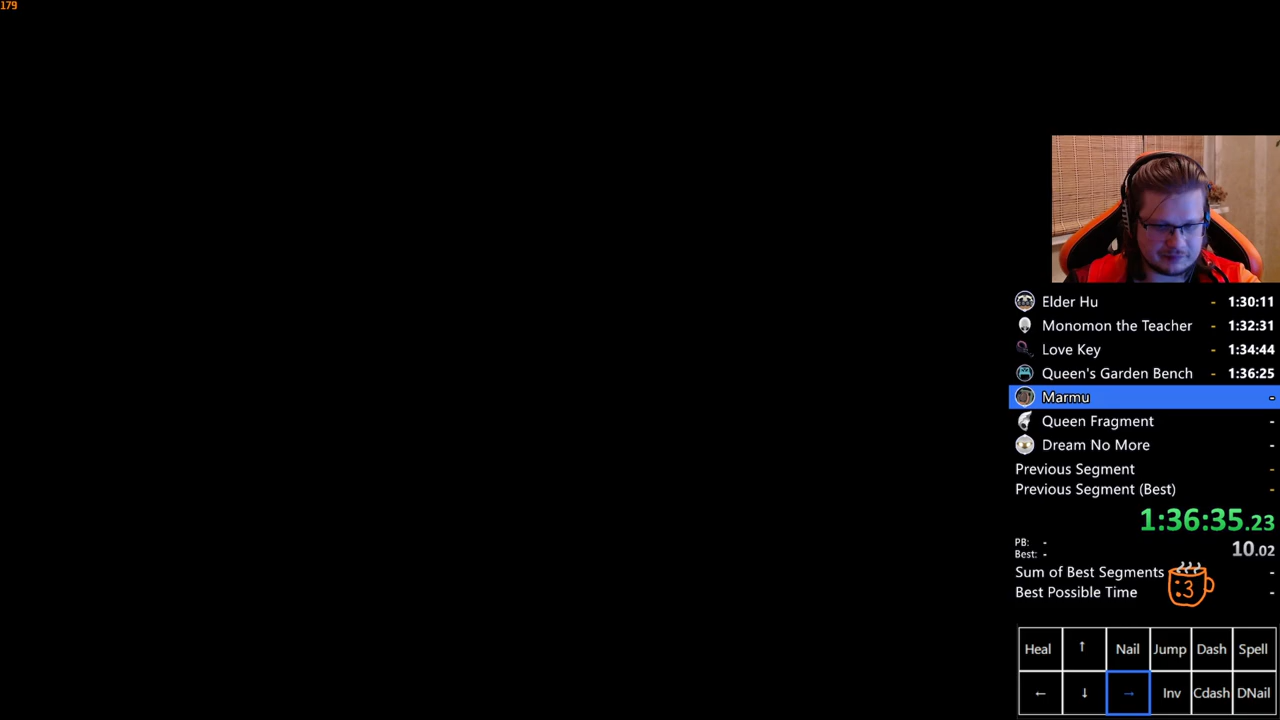 179
Elder Hu - 1:30:11
Monomon the Teacher - 1:32:31
Love Key - 1:34:44
Queen's Garden Bench - 1:36:25
Marmu -
Queen Fragment -
Dream No More -
Previous Segment -
Previous Segment (Best) -
1:36:35.23
PB: - 10.02
Best: -
Sum of Best Segments -
Best Possible Time -
:3
Heal ↑ Nail Jump Dash Spell
← ↓ → Inv Cdash DNail